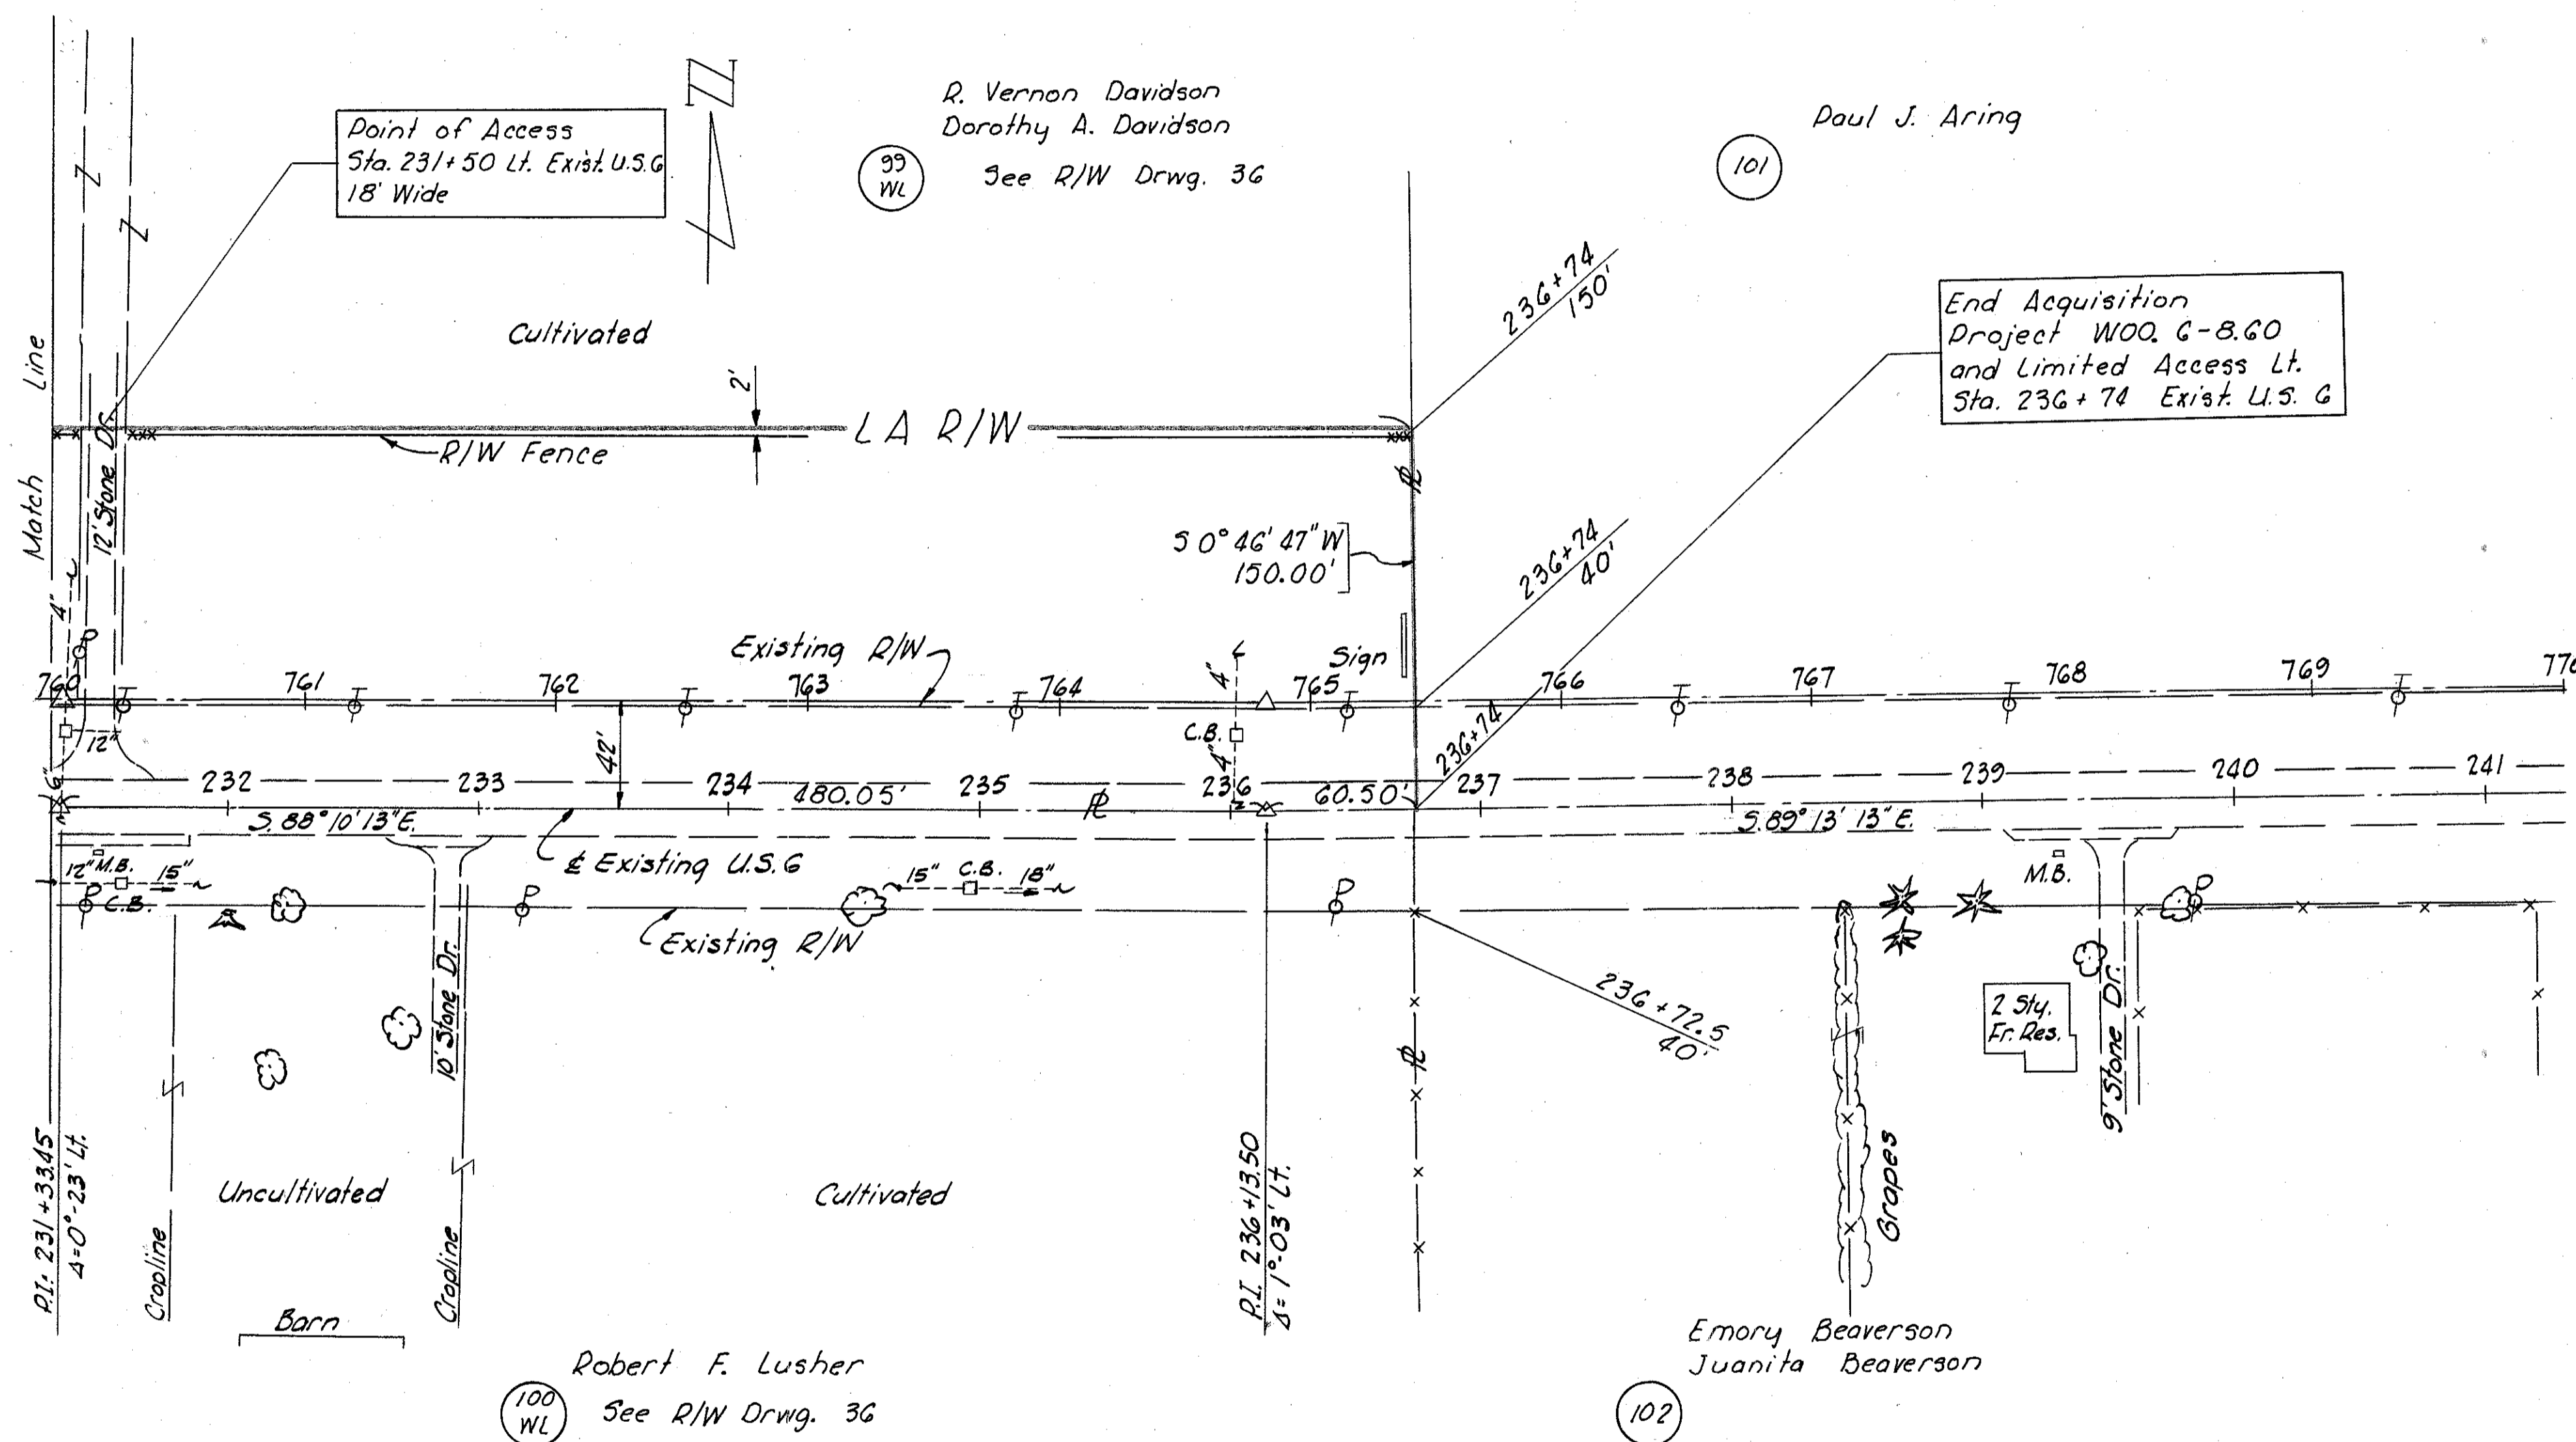 R. Vernon Davidson
Dorothy A. Davidson
99
WL
See R/W Drwg. 36
Paul J. Aring
101
Point of Access
Sta. 231+50 Lt. Exist. U.S. 6
18' Wide
N
End Acquisition
Project WOO. 6-8.60
and Limited Access Lt.
Sta. 236+74 Exist. U.S. 6
236+74
150'
Cultivated
Match Line
2'
LA R/W
R/W Fence
12' Stone Dr.
PL
S 0° 46' 47" W
150.00'
236+74
40'
4"
P
Existing R/W
4"
Sign
760 761 762 763 764 765 766 767 768 769 770
T T T T T T T T
12"
42'
C.B.
4"
236+74
6"
232 233 234 480.05' 235 236 60.50' 237 238 239 240 241
PL
S. 88° 10' 13" E.
S. 89° 13' 13" E.
₵ Existing U.S. 6
12" M.B. 15"
C.B.
P
15" C.B. 18"
M.B.
P
P
P
Existing R/W
10' Stone Dr.
236+72.5
40'
2 Sty.
Fr. Res.
9' Stone Dr.
PL
P.I. 231+33.45
Δ=0°-23' Lt.
Cropline
Uncultivated
Cropline
Cultivated
P.I. 236+13.50
Δ=1°-03' Lt.
Grapes
Barn
Robert F. Lusher
100
WL
See R/W Drwg. 36
Emory Beaverson
Juanita Beaverson
102